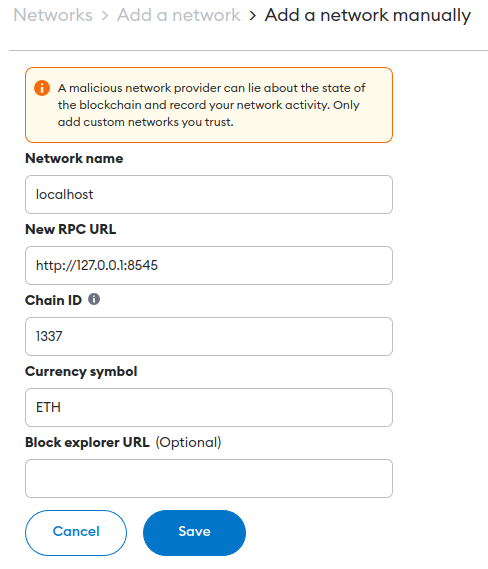 Networks > Add a network > Add a network manually
A malicious network provider can lie about the state of
the blockchain and record your network activity. Only
add custom networks you trust.
Network name
localhost
New RPC URL
http://127.0.0.1:8545
Chain ID
1337
Currency symbol
ETH
Block explorer URL (Optional)
Cancel Save